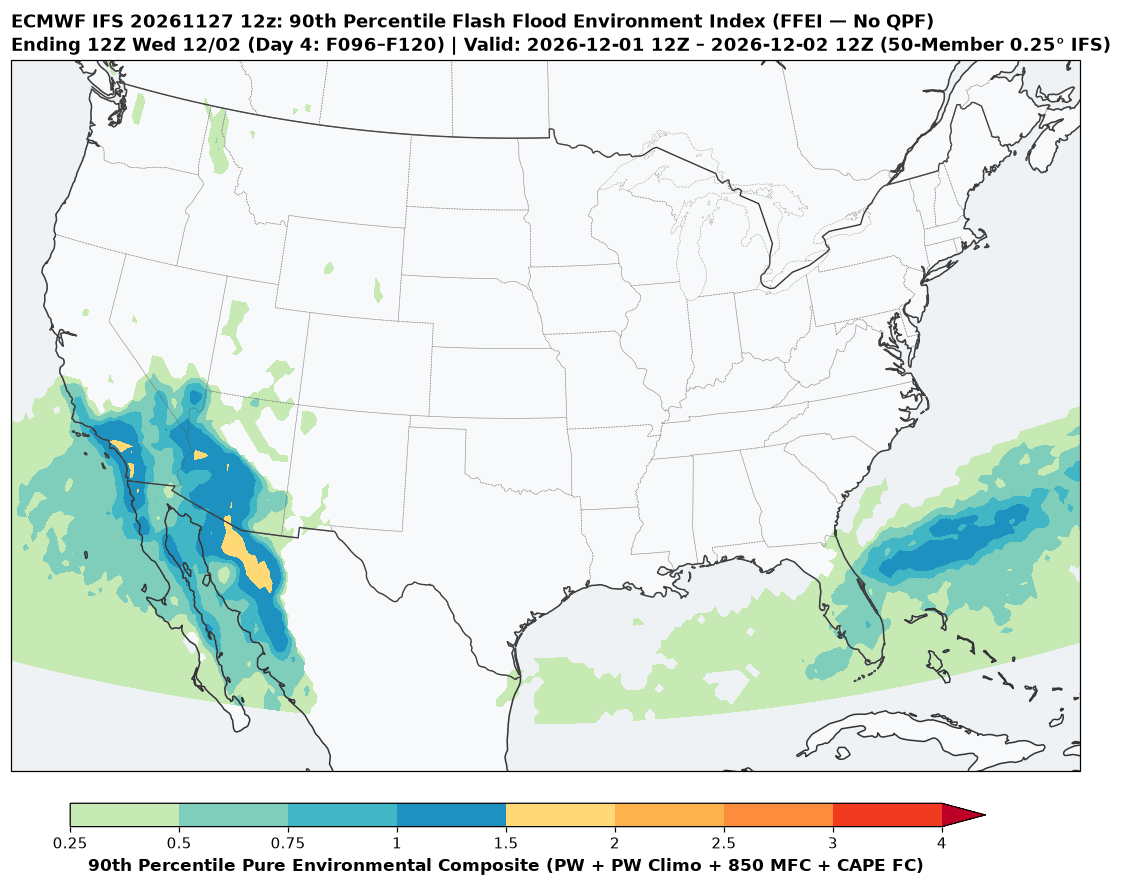 ECMWF IFS 20261127 12z: 90th Percentile Flash Flood Environment Index (FFEI — No QPF)
Ending 12Z Wed 12/02 (Day 4: F096–F120) | Valid: 2026-12-01 12Z – 2026-12-02 12Z (50-Member 0.25° IFS)
0.25 0.5 0.75 1 1.5 2 2.5 3 4
90th Percentile Pure Environmental Composite (PW + PW Climo + 850 MFC + CAPE FC)